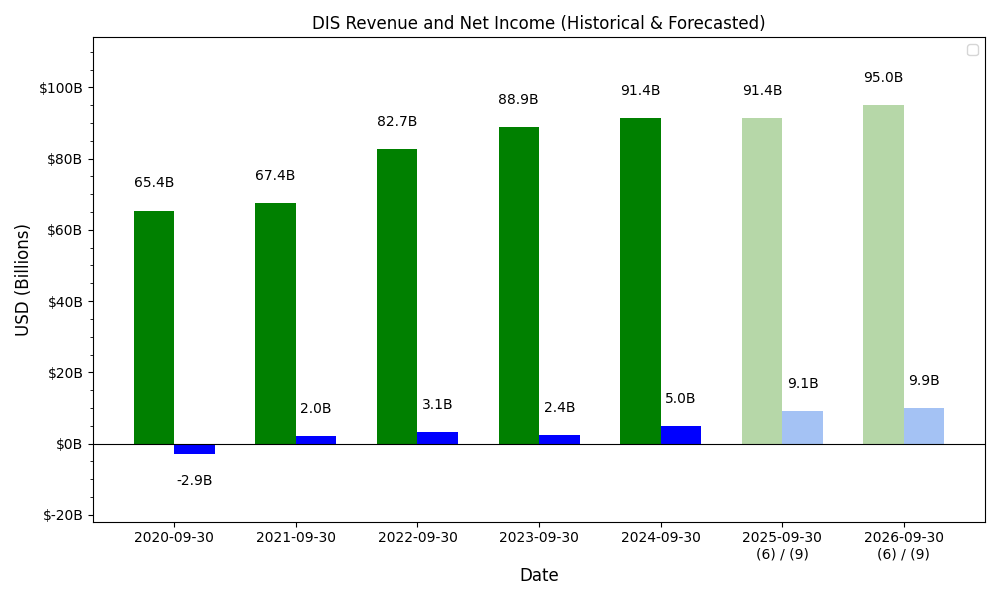 DIS Revenue and Net Income (Historical & Forecasted)
USD (Billions)
$100B
$80B
$60B
$40B
$20B
$0B
$-20B
65.4B
-2.9B
67.4B
2.0B
82.7B
3.1B
88.9B
2.4B
91.4B
5.0B
91.4B
9.1B
95.0B
9.9B
2020-09-30
2021-09-30
2022-09-30
2023-09-30
2024-09-30
2025-09-30
(6) / (9)
2026-09-30
(6) / (9)
Date